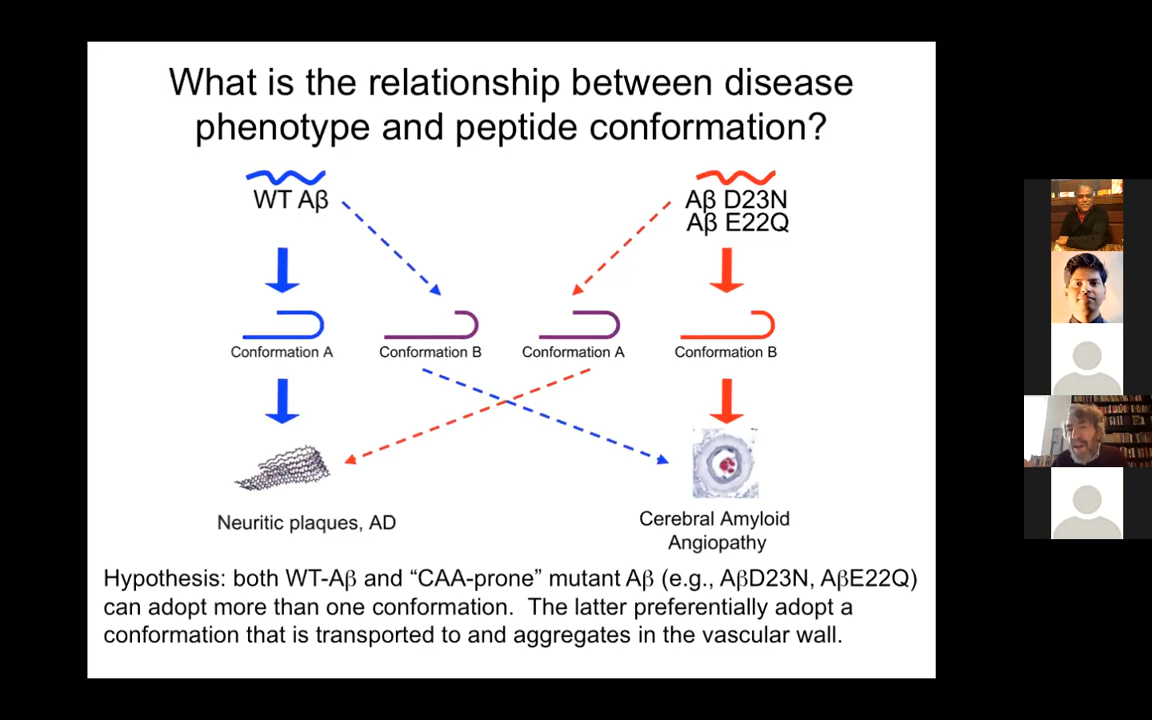 What is the relationship between disease
phenotype and peptide conformation?
WT Aβ
Aβ D23N
Aβ E22Q
Conformation A
Conformation B
Conformation A
Conformation B
Neuritic plaques, AD
Cerebral Amyloid
Angiopathy
Hypothesis: both WT-Aβ and “CAA-prone” mutant Aβ (e.g., AβD23N, AβE22Q)
can adopt more than one conformation.  The latter preferentially adopt a
conformation that is transported to and aggregates in the vascular wall.